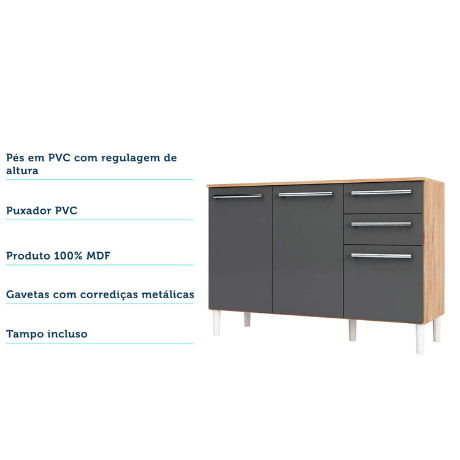 Pés em PVC com regulagem de
altura
Puxador PVC
Produto 100% MDF
Gavetas com corrediças metálicas
Tampo incluso